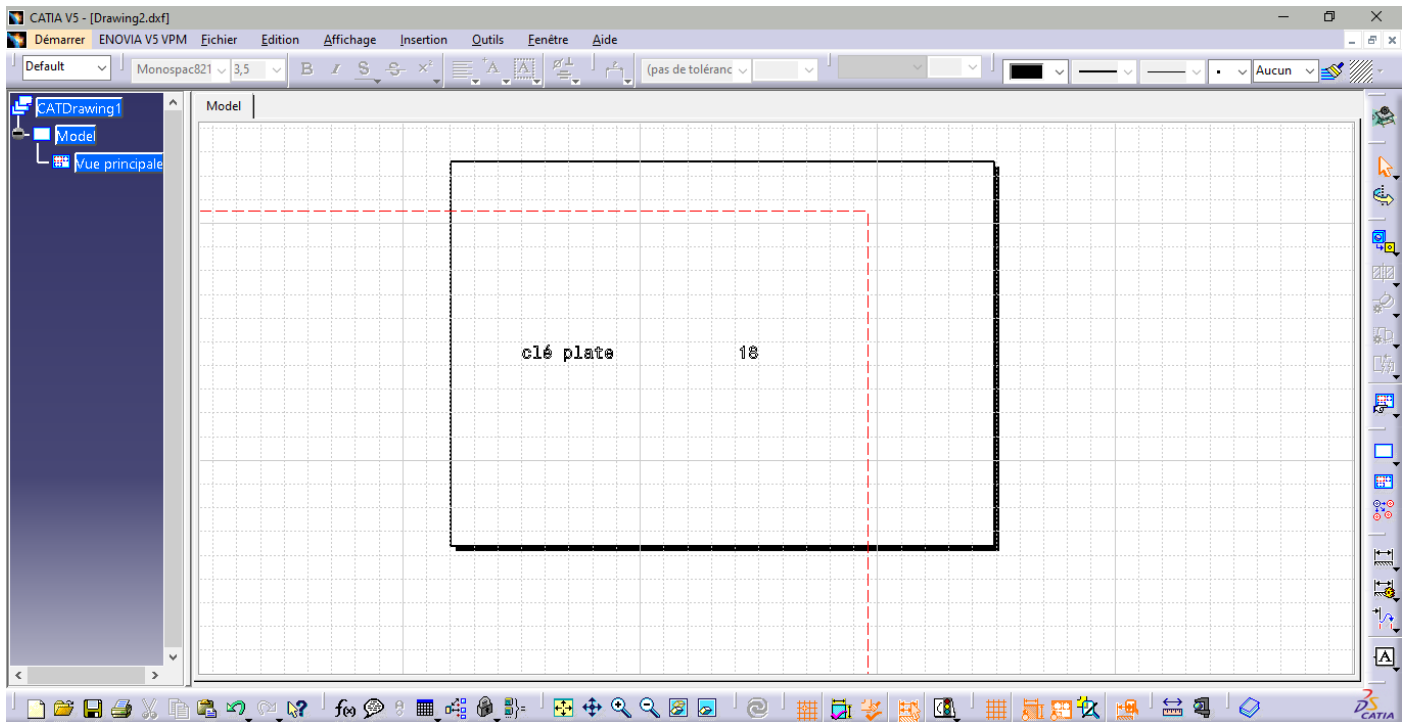 CATIA V5 - [Drawing2.dxf]
Démarrer ENOVIA V5 VPM Fichier Edition Affichage Insertion Outils Fenêtre Aide
Default Monospac821 3,5 B I S S x² A A (pas de toléranc Aucun
CATDrawing1
Model
Vue principale
Model
clé plate 18
A
f(x)
CATIA